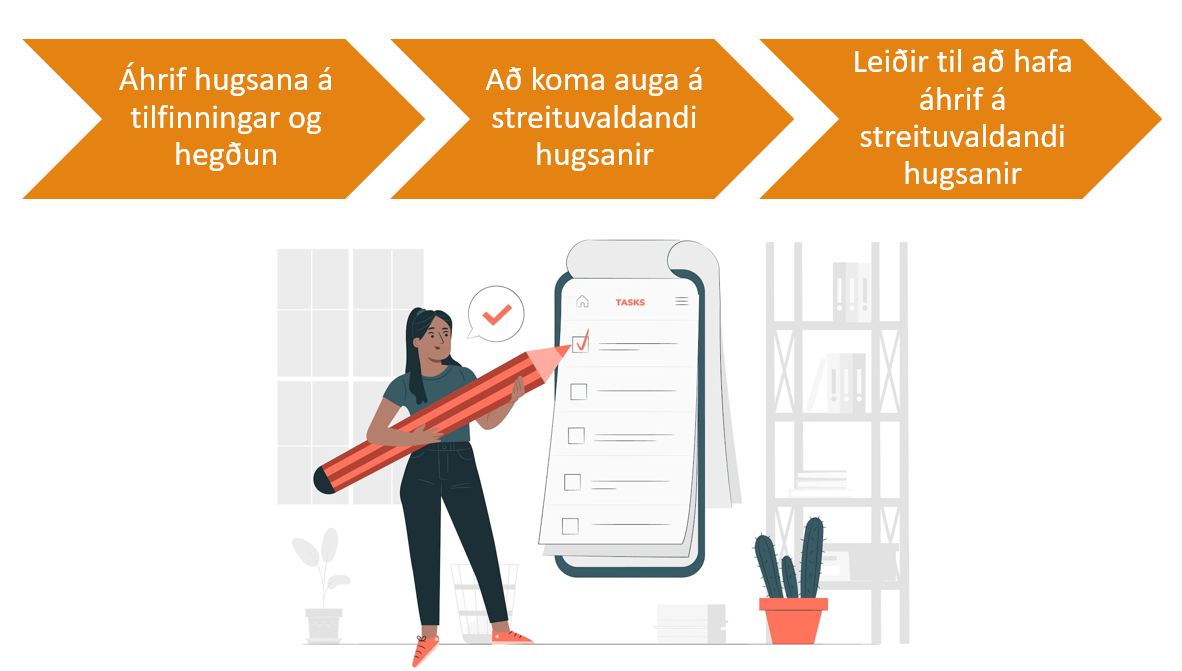 Áhrif hugsana á
tilfinningar og
hegðun
Að koma auga á
streituvaldandi
hugsanir
Leiðir til að hafa
áhrif á
streituvaldandi
hugsanir
TASKS